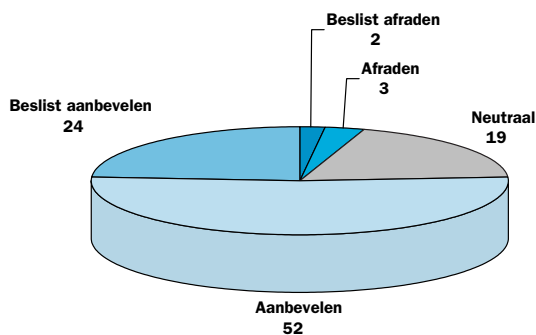 Beslist afraden
2
Afraden
3
Neutraal
19
Beslist aanbevelen
24
Aanbevelen
52